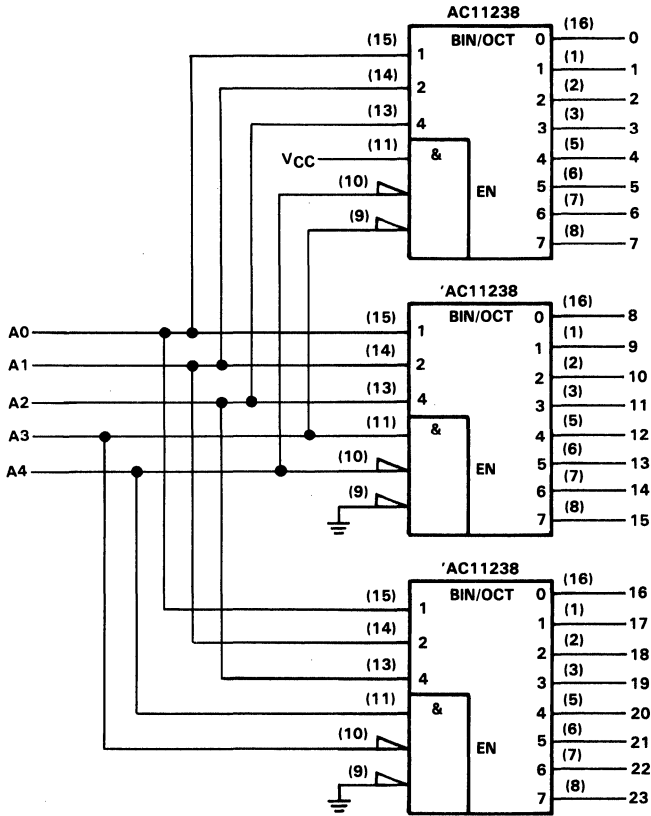 AC11238
BIN/OCT
(15) 1
(14) 2
(13) 4
VCC (11) &
(10)
(9)
EN
0 (16) 0
1 (1) 1
2 (2) 2
3 (3) 3
4 (5) 4
5 (6) 5
6 (7) 6
7 (8) 7
A0
A1
A2
A3
A4
'AC11238
BIN/OCT
(15) 1
(14) 2
(13) 4
(11) &
(10)
(9)
EN
0 (16) 8
1 (1) 9
2 (2) 10
3 (3) 11
4 (5) 12
5 (6) 13
6 (7) 14
7 (8) 15
'AC11238
BIN/OCT
(15) 1
(14) 2
(13) 4
(11) &
(10)
(9)
EN
0 (16) 16
1 (1) 17
2 (2) 18
3 (3) 19
4 (5) 20
5 (6) 21
6 (7) 22
7 (8) 23